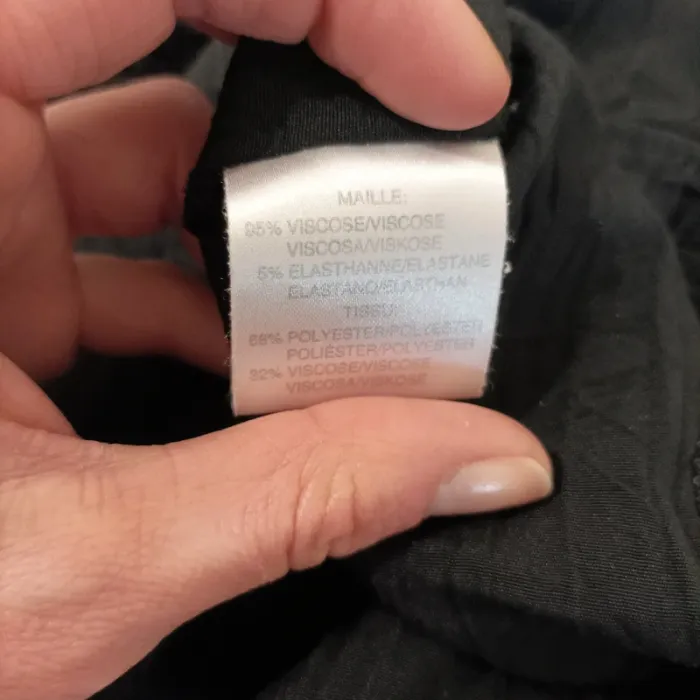 MAILLE:
95% VISCOSE/VISCOSE
VISCOSA/VISKOSE
5% ELASTHANNE/ELASTANE
ELASTANO/ELASTHAN
TISSU:
68% POLYESTER/POLYESTER
POLIÉSTER/POLYESTER
32% VISCOSE/VISCOSE
VISCOSA/VISKOSE